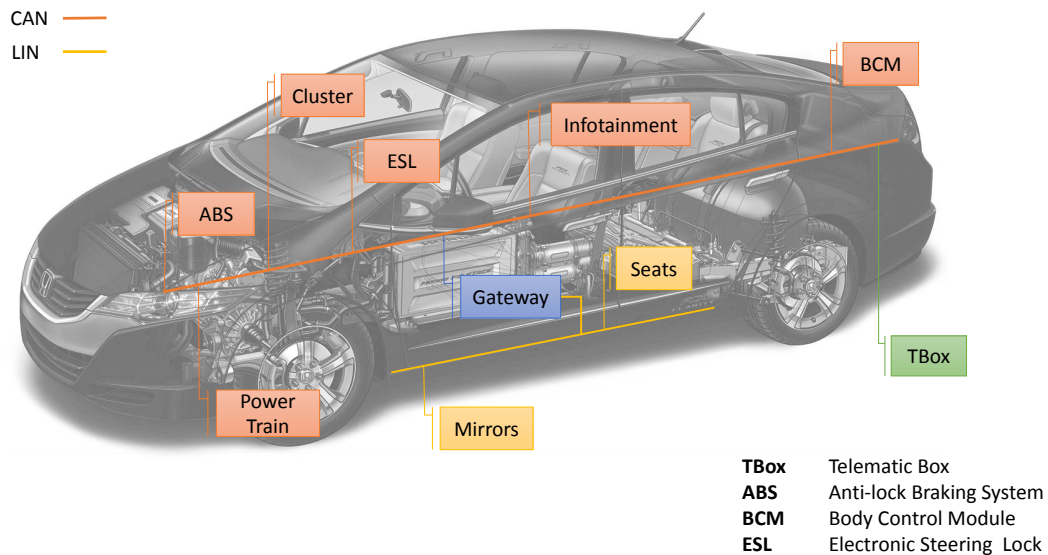 CAN
LIN
BCM
Cluster
Infotainment
ESL
ABS
Seats
Gateway
TBox
Power
Train
Mirrors
TBox Telematic Box
ABS Anti-lock Braking System
BCM Body Control Module
ESL Electronic Steering Lock